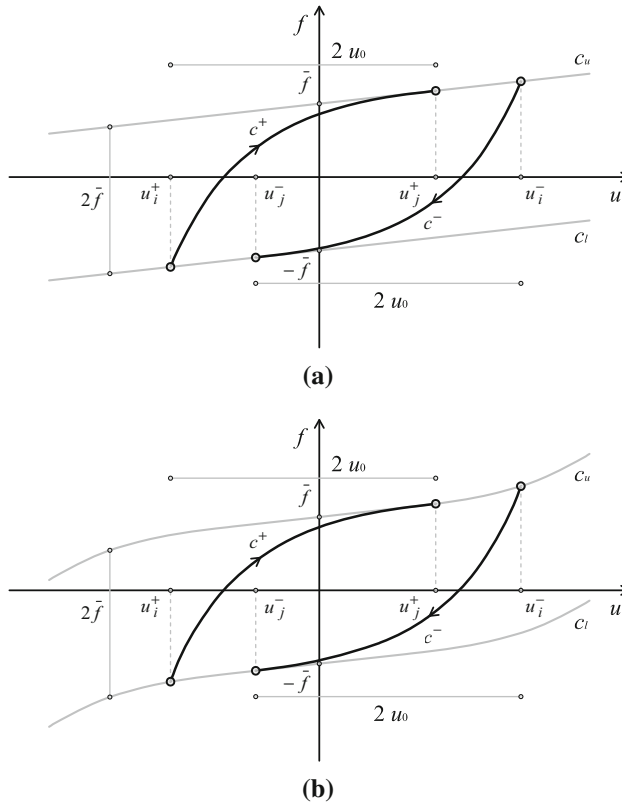 f
2 u₀
c_u
f̄
c⁺
2f̄
u_i⁺
u_j⁻
u_j⁺
u_i⁻
u
c⁻
c_l
−f̄
2 u₀
(a)
f
2 u₀
c_u
f̄
c⁺
2f̄
u_i⁺
u_j⁻
u_j⁺
u_i⁻
u
c⁻
c_l
−f̄
2 u₀
(b)